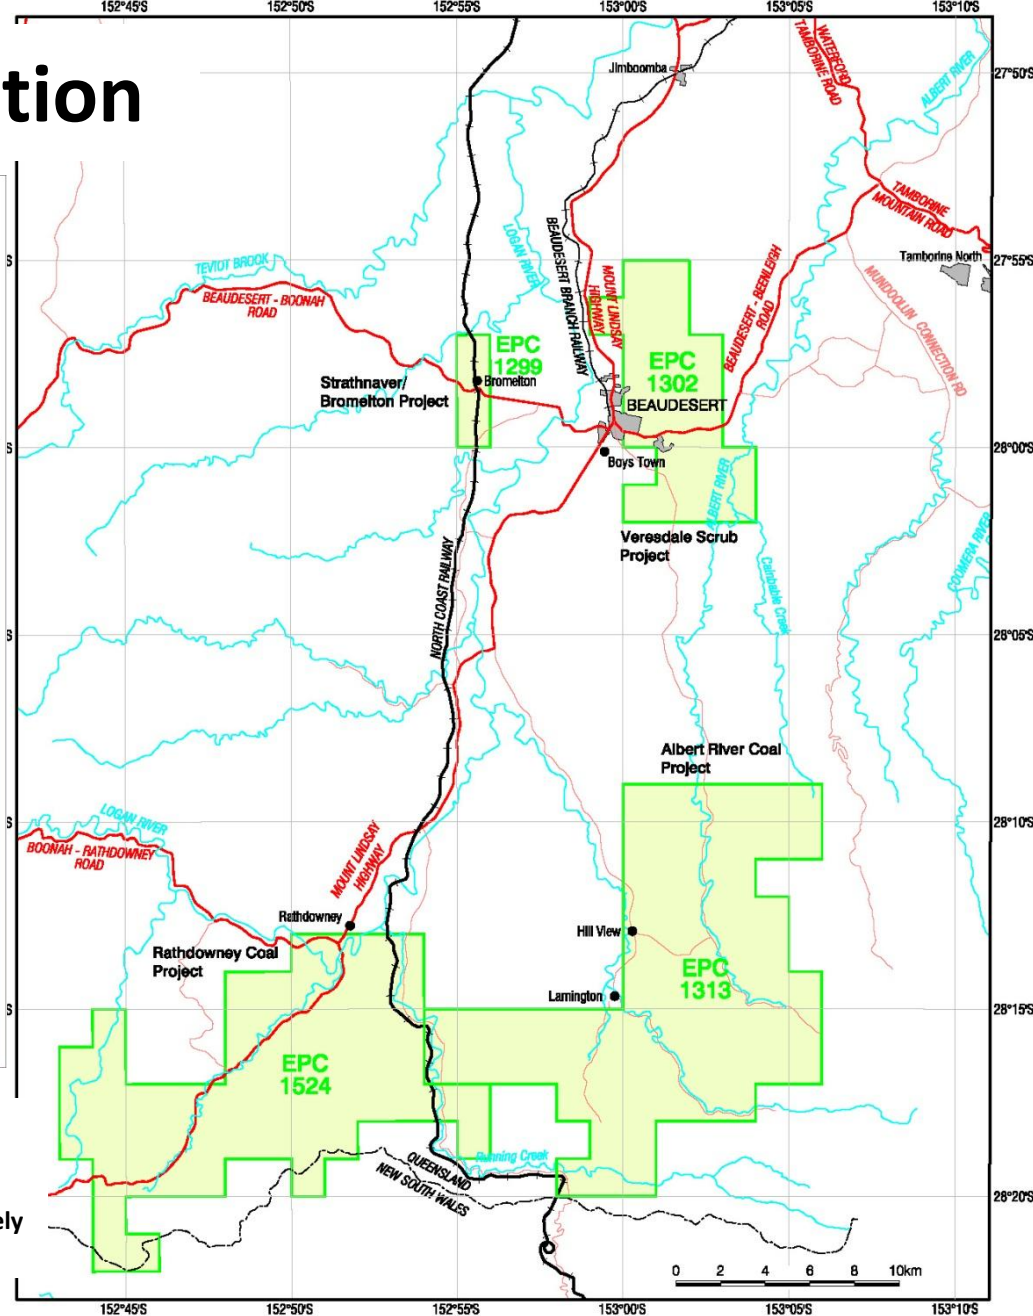 152°45'S 152°50'S 152°55'S 153°00'S 153°05'S 153°10'S
tion
Jimboomba
WATERFORD
TAMBORINE ROAD
ALBERT RIVER
27°50'S
TAMBORINE
MOUNTAIN ROAD
Tamborine North
S
27°55'S
TEVIOT BROOK
BEAUDESERT - BOONAH
ROAD
LOGAN RIVER
BEAUDESERT BRANCH RAILWAY
MOUNT LINDSAY
HIGHWAY
BEAUDESERT - BEENLEIGH
ROAD
MUNDOOLUN CONNECTION RD
EPC
1299
EPC
1302
Strathnaver/
Bromelton Project
Bromelton
BEAUDESERT
S
28°00'S
Boys Town
ALBERT RIVER
Veresdale Scrub
Project
COOMERA RIVER
Cainbable Creek
NORTH COAST RAILWAY
S
28°05'S
Albert River Coal
Project
LOGAN RIVER
S
28°10'S
BOONAH - RATHDOWNEY
ROAD
MOUNT LINDSAY
HIGHWAY
Rathdowney
Hill View
Rathdowney Coal
Project
EPC
1313
Lamington
S
28°15'S
EPC
1524
Running Creek
QUEENSLAND
NEW SOUTH WALES
28°20'S
ely
0 2 4 6 8 10km
152°45'S 152°50'S 152°55'S 153°00'S 153°05'S 153°10'S